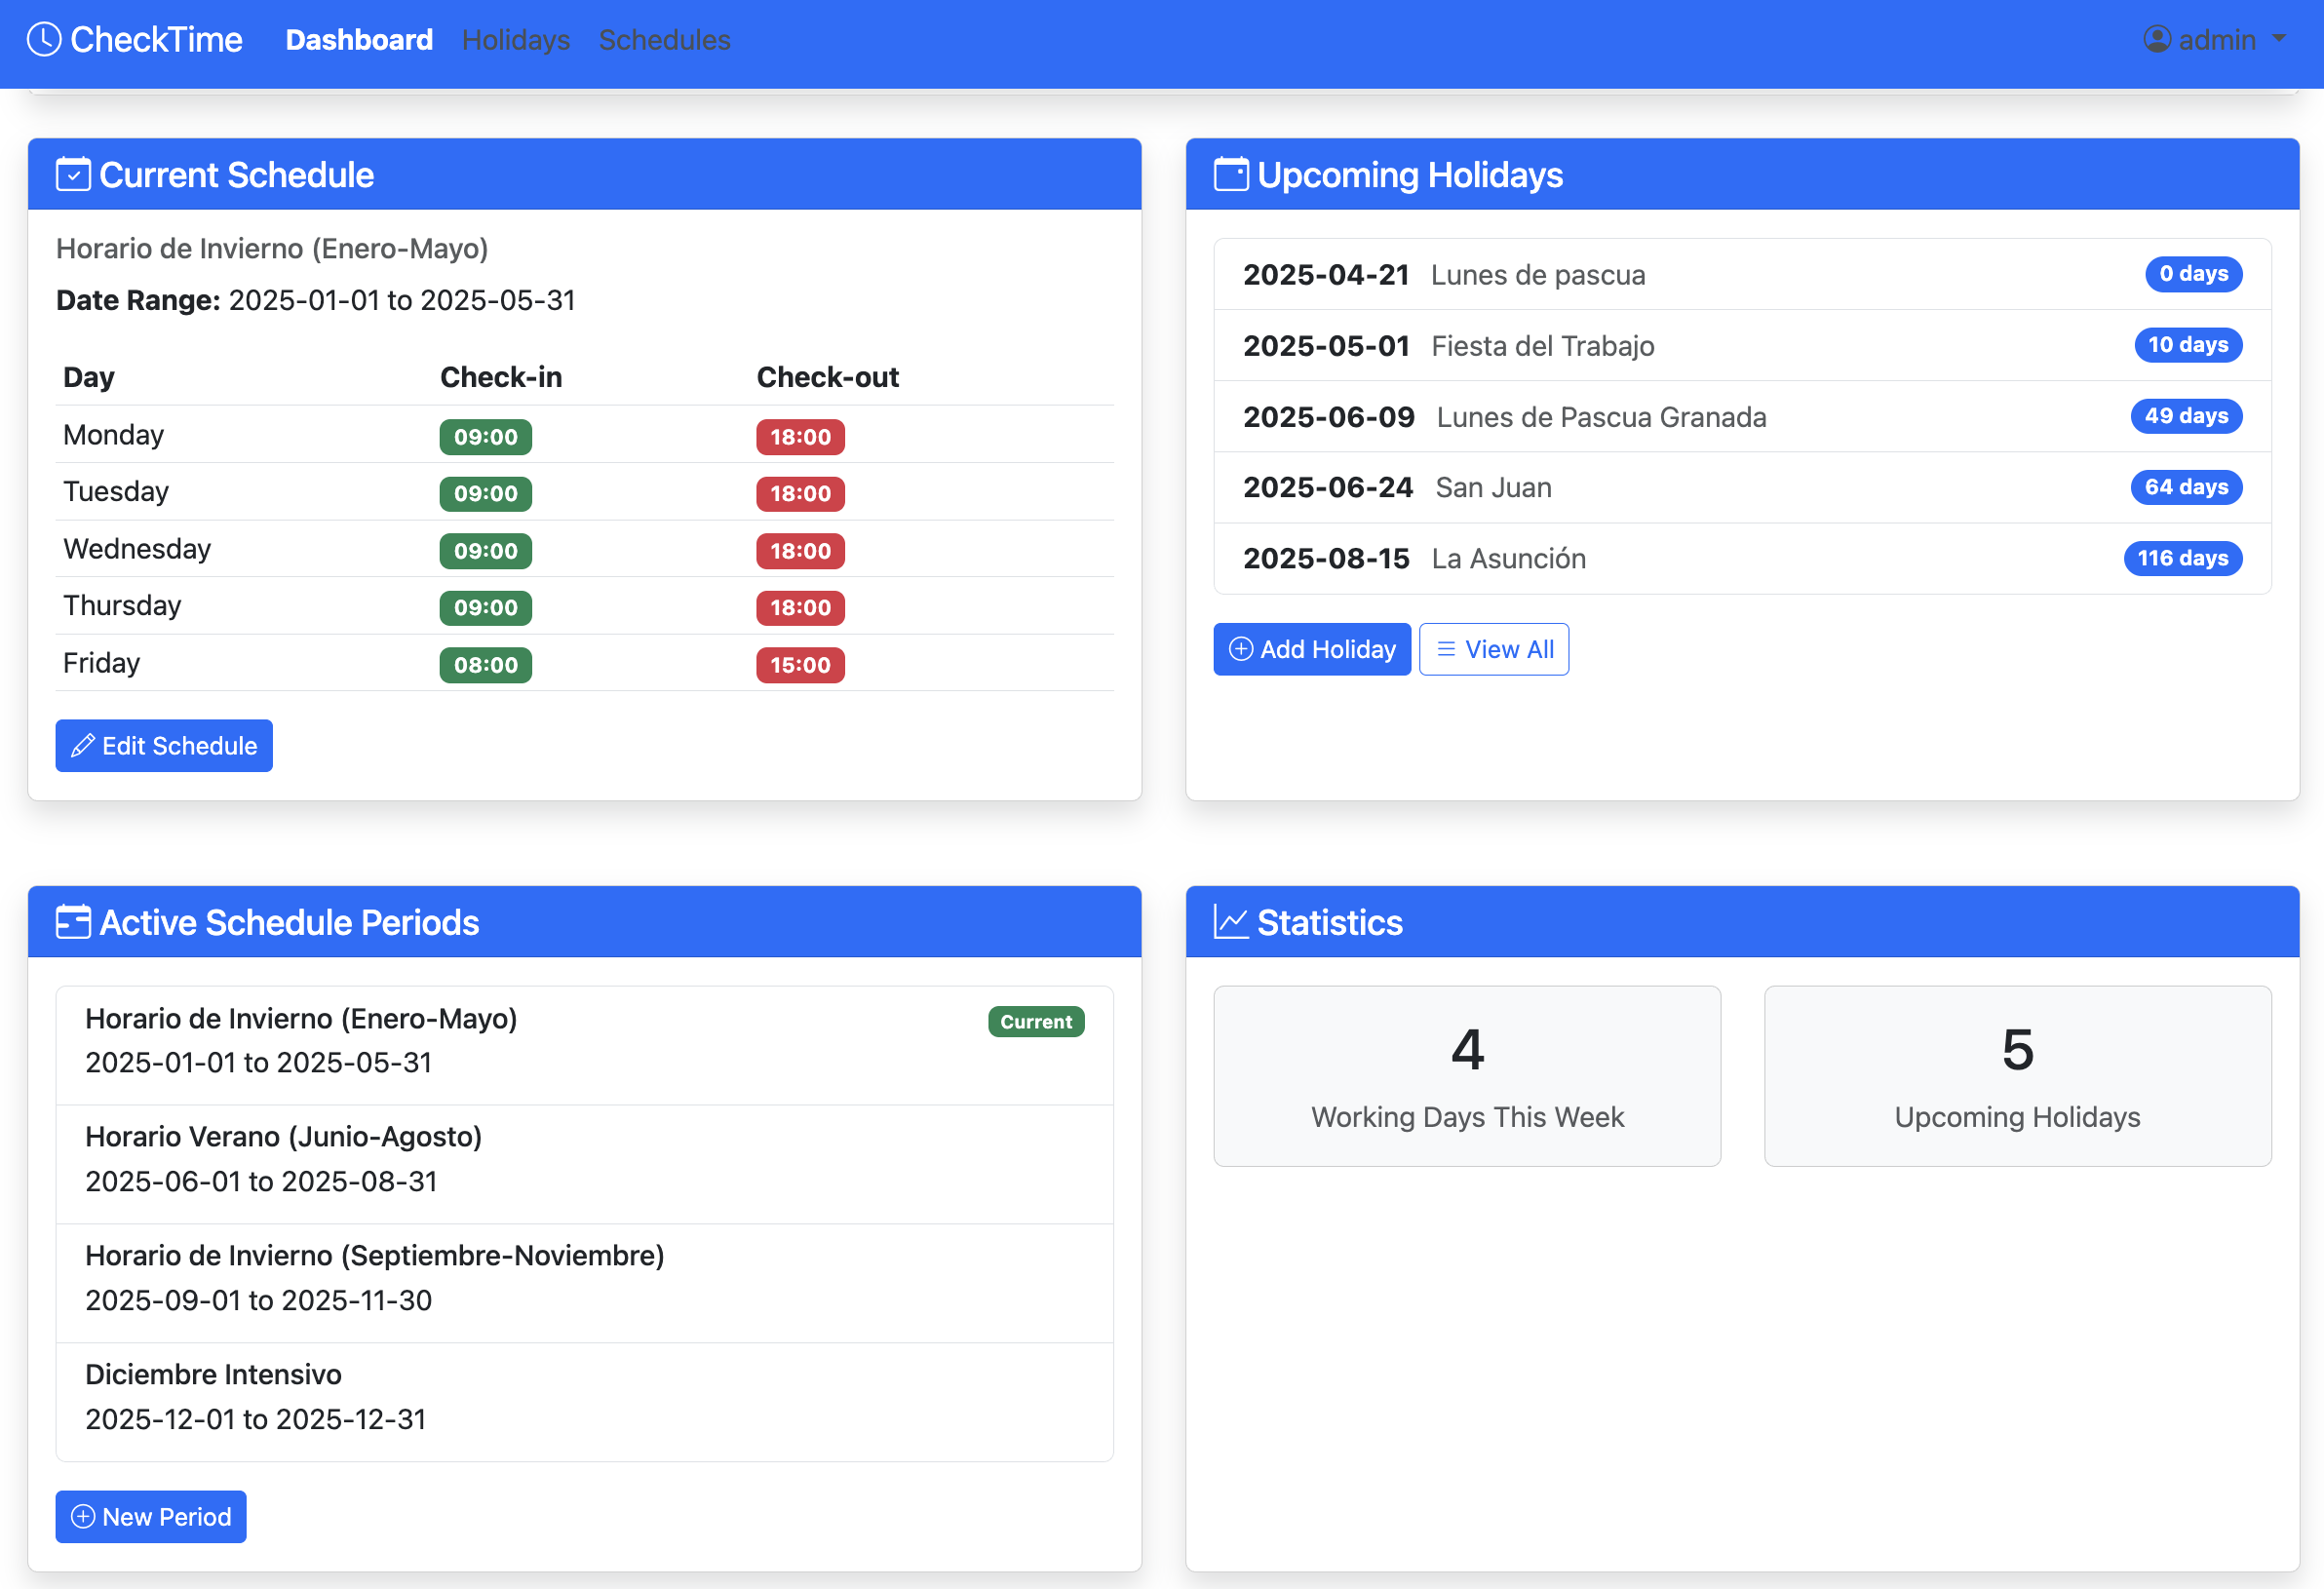 CheckTime Dashboard Holidays Schedules admin
Current Schedule
Horario de Invierno (Enero-Mayo)
Date Range: 2025-01-01 to 2025-05-31
Day Check-in Check-out
Monday 09:00 18:00
Tuesday 09:00 18:00
Wednesday 09:00 18:00
Thursday 09:00 18:00
Friday 08:00 15:00
Edit Schedule
Upcoming Holidays
2025-04-21 Lunes de pascua 0 days
2025-05-01 Fiesta del Trabajo 10 days
2025-06-09 Lunes de Pascua Granada 49 days
2025-06-24 San Juan 64 days
2025-08-15 La Asunción 116 days
Add Holiday View All
Active Schedule Periods
Horario de Invierno (Enero-Mayo) Current
2025-01-01 to 2025-05-31
Horario Verano (Junio-Agosto)
2025-06-01 to 2025-08-31
Horario de Invierno (Septiembre-Noviembre)
2025-09-01 to 2025-11-30
Diciembre Intensivo
2025-12-01 to 2025-12-31
New Period
Statistics
4
Working Days This Week
5
Upcoming Holidays